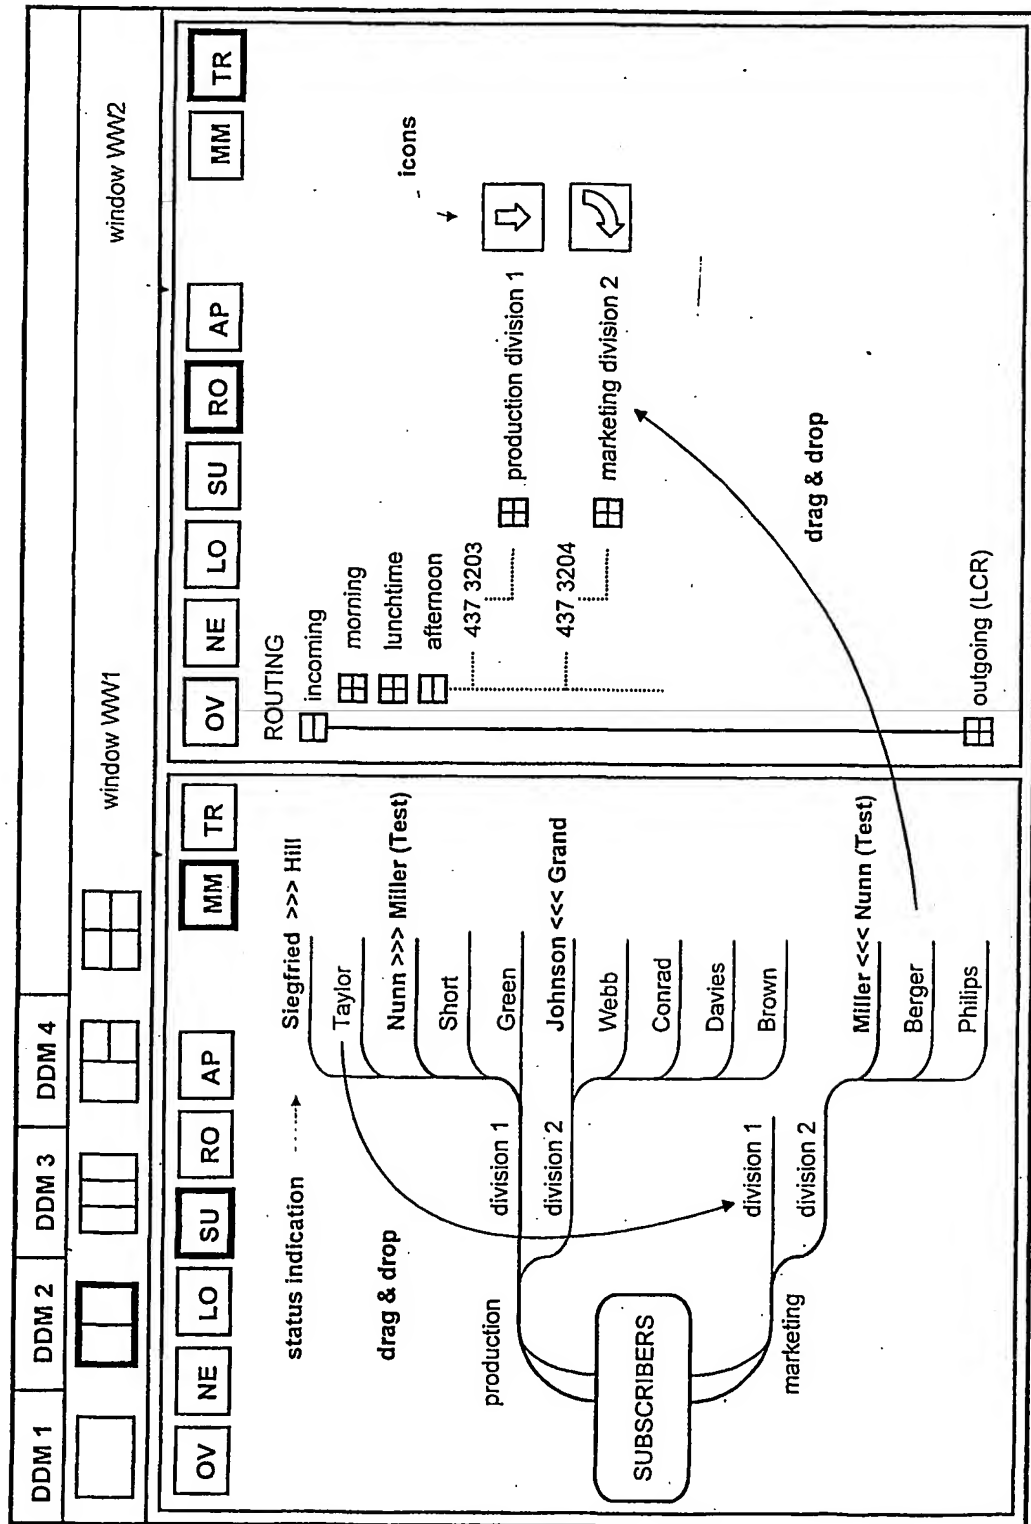 DDM 1 DDM 2 DDM 3 DDM 4
window WW1
window WW2
OV NE LO SU RO AP MM TR
status indication
drag & drop
SUBSCRIBERS
production
division 1
division 2
Siegfried >>> Hill
Taylor
Nunn >>> Miller (Test)
Short
Green
Johnson <<< Grand
Webb
Conrad
Davies
Brown
marketing
division 1
division 2
Miller <<< Nunn (Test)
Berger
Philips
OV NE LO SU RO AP MM TR
ROUTING
incoming
morning
lunchtime
afternoon
icons
437 3203
production division 1
437 3204
marketing division 2
drag & drop
outgoing (LCR)